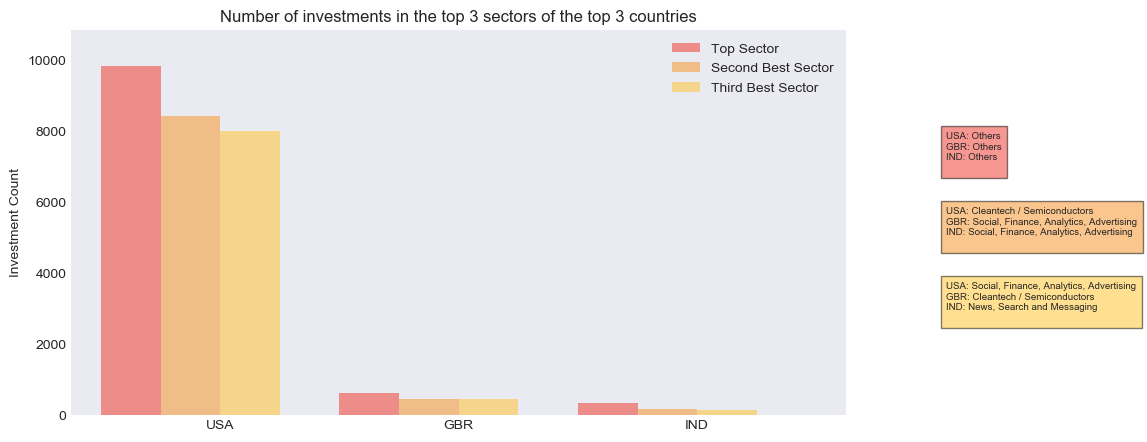 Number of investments in the top 3 sectors of the top 3 countries
Top Sector
Second Best Sector
Third Best Sector
Investment Count
10000
8000
6000
4000
2000
0
USA
GBR
IND
USA: Others
GBR: Others
IND: Others
USA: Cleantech / Semiconductors
GBR: Social, Finance, Analytics, Advertising
IND: Social, Finance, Analytics, Advertising
USA: Social, Finance, Analytics, Advertising
GBR: Cleantech / Semiconductors
IND: News, Search and Messaging